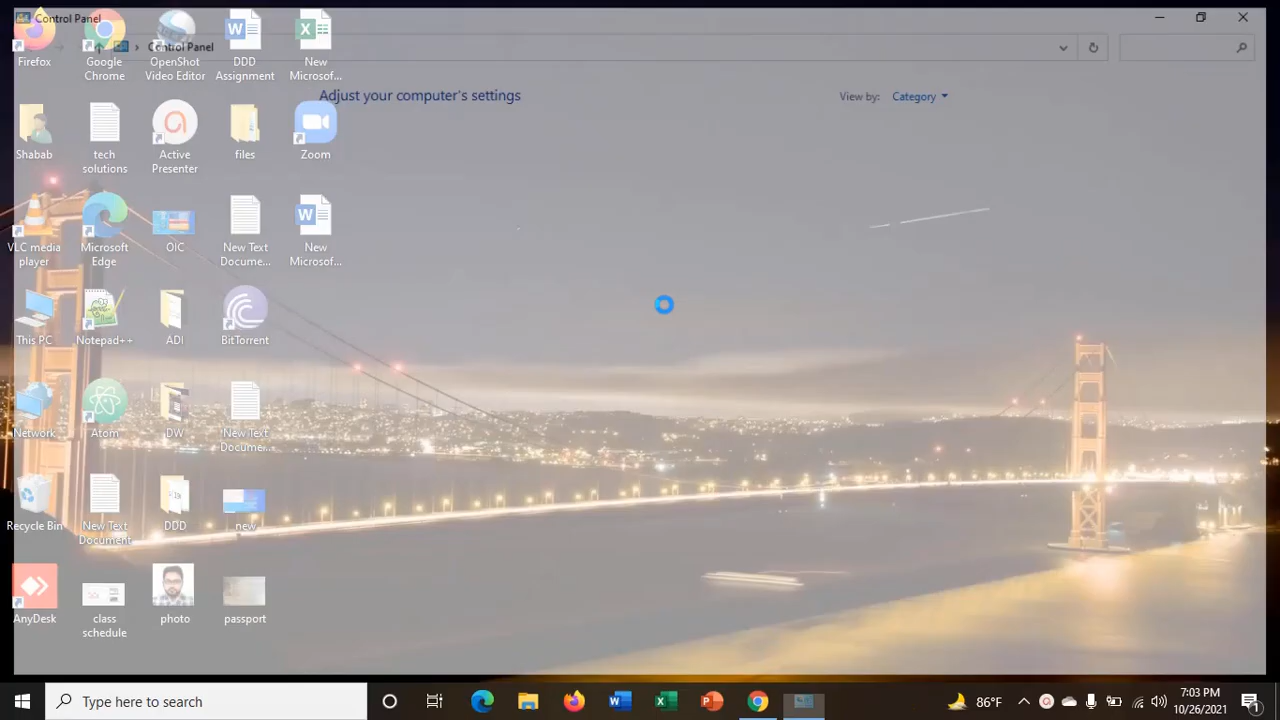 Control Panel
Control Panel
Adjust your computer's settings
View by: Category
Firefox
Google
Chrome
OpenShot
Video Editor
DDD
Assignment
New
Microsof...
Shabab
tech
solutions
Active
Presenter
files
Zoom
VLC media
player
Microsoft
Edge
OIC
New Text
Docume...
New
Microsof...
This PC
Notepad++
ADI
BitTorrent
Network
Atom
DW
New Text
Docume...
Recycle Bin
New Text
Document
DDD
new
AnyDesk
class
schedule
photo
passport
Type here to search
86°F
7:03 PM
10/26/2021
1